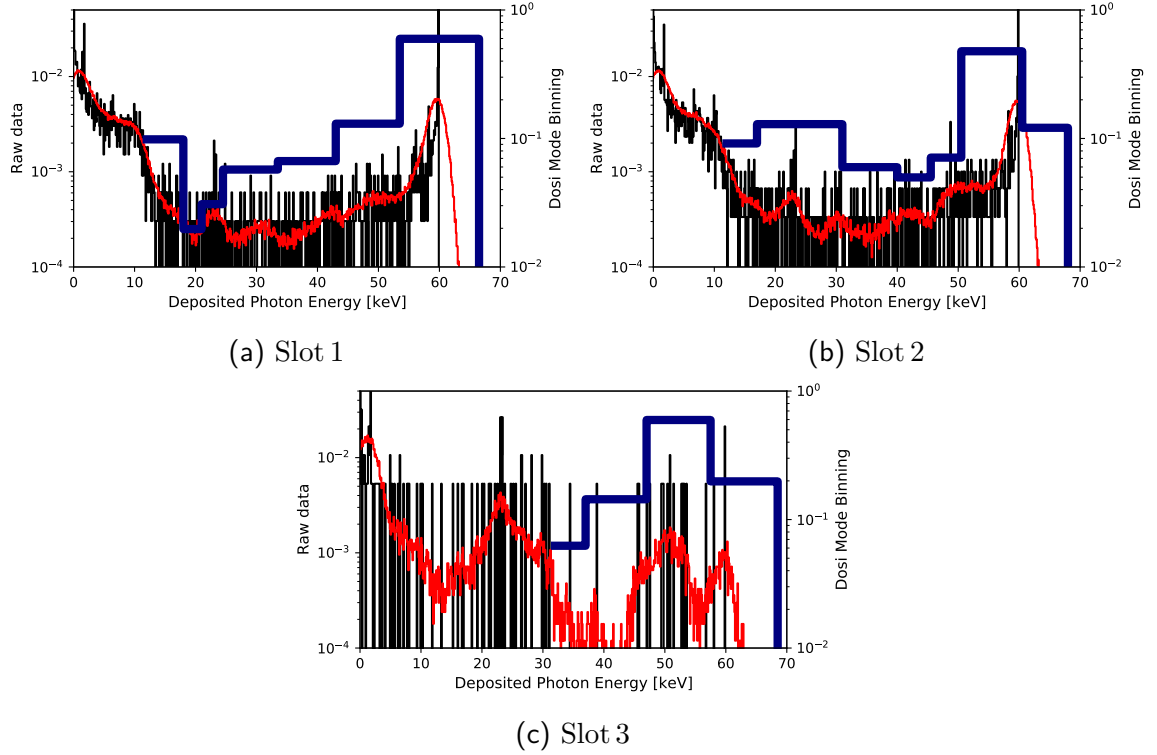 Raw data
10⁻²
10⁻³
10⁻⁴
10⁰
10⁻¹
10⁻²
Dosi Mode Binning
0 10 20 30 40 50 60 70
Deposited Photon Energy [keV]
(a) Slot 1
Raw data
10⁻²
10⁻³
10⁻⁴
10⁰
10⁻¹
10⁻²
Dosi Mode Binning
0 10 20 30 40 50 60 70
Deposited Photon Energy [keV]
(b) Slot 2
Raw data
10⁻²
10⁻³
10⁻⁴
10⁰
10⁻¹
10⁻²
Dosi Mode Binning
0 10 20 30 40 50 60 70
Deposited Photon Energy [keV]
(c) Slot 3